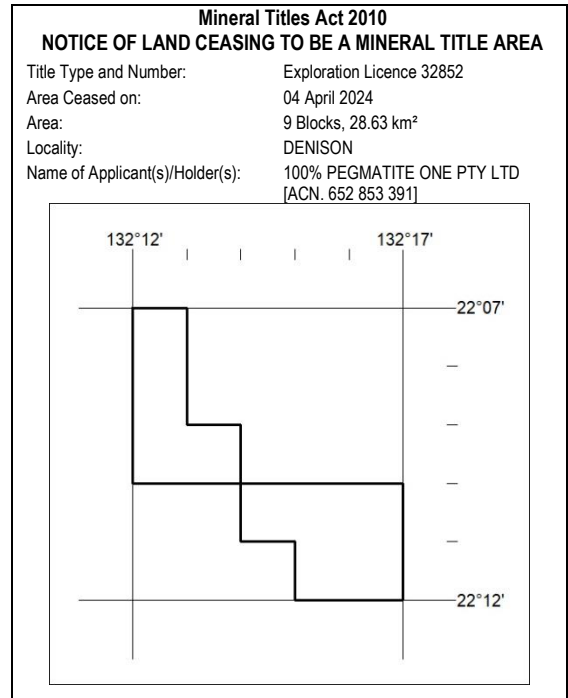 Mineral Titles Act 2010
NOTICE OF LAND CEASING TO BE A MINERAL TITLE AREA
Title Type and Number: Exploration Licence 32852
Area Ceased on: 04 April 2024
Area: 9 Blocks, 28.63 km²
Locality: DENISON
Name of Applicant(s)/Holder(s): 100% PEGMATITE ONE PTY LTD
[ACN. 652 853 391]
132°12' 132°17'
22°07'
22°12'